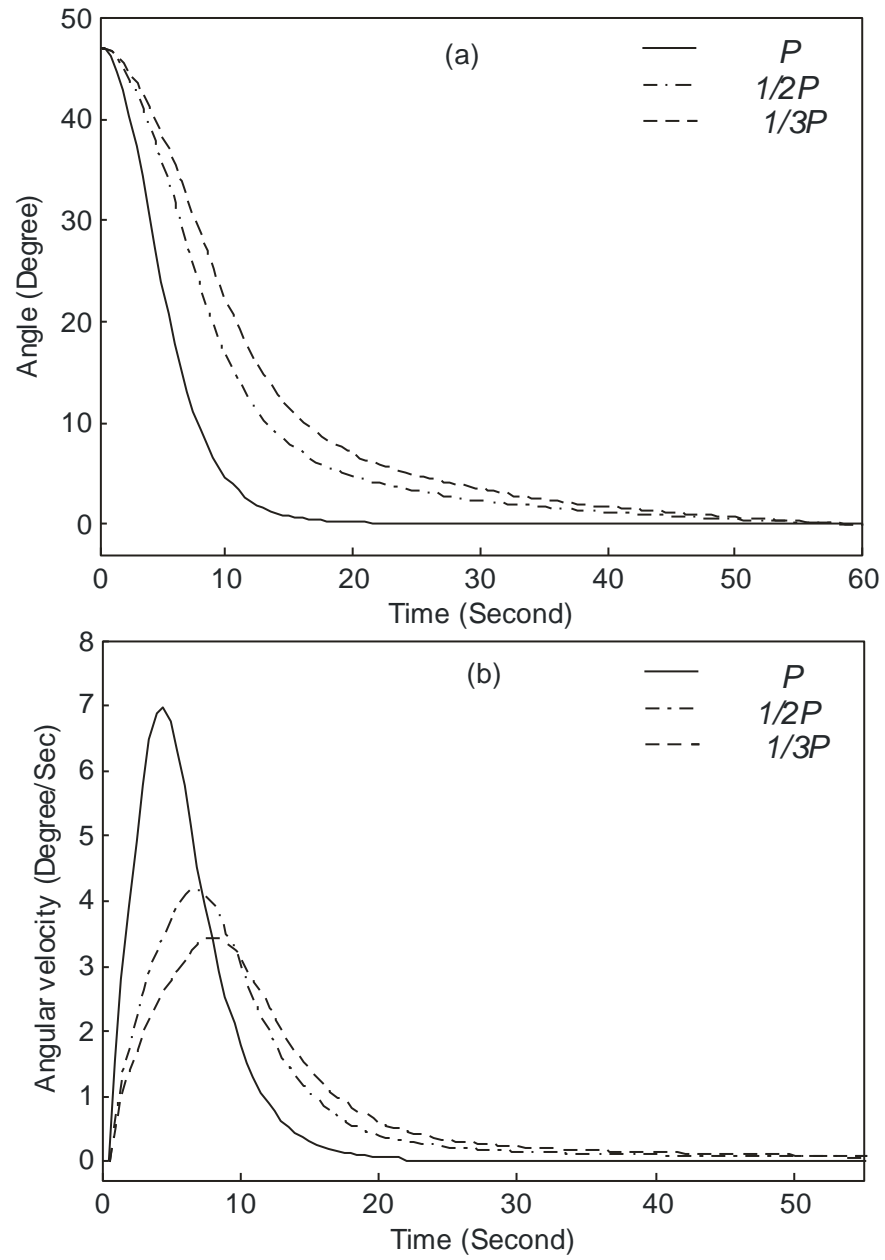 50
(a)
P
1/2P
1/3P
40
30
20
10
0
Angle (Degree)
0 10 20 30 40 50 60
Time (Second)
8
(b)
P
1/2P
1/3P
7
6
5
4
3
2
1
0
Angular velocity (Degree/Sec)
0 10 20 30 40 50
Time (Second)